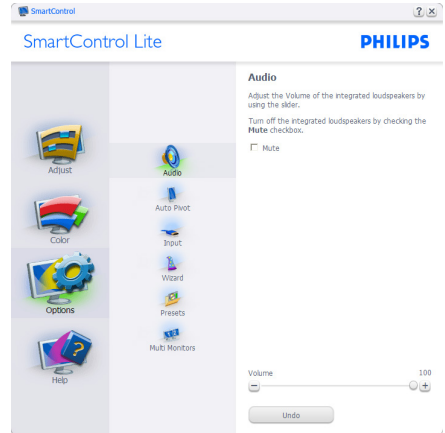 SmartControl
SmartControl Lite
PHILIPS
Adjust
Color
Options
Help
Audio
Auto Pivot
Input
Wizard
Presets
Multi Monitors
Audio
Adjust the Volume of the integrated loudspeakers by
using the slider.
Turn off the integrated loudspeakers by checking the
Mute checkbox.
Mute
Volume 100
Undo